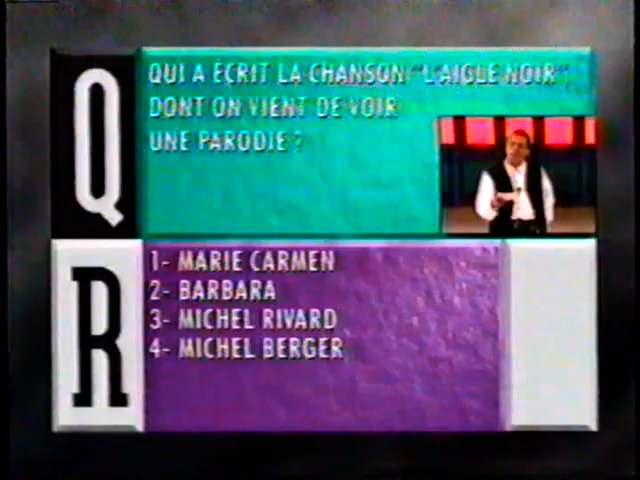 Q
QUI A ÉCRIT LA CHANSON "L'AIGLE NOIR",
DONT ON VIENT DE VOIR
UNE PARODIE ?
R
1- MARIE CARMEN
2- BARBARA
3- MICHEL RIVARD
4- MICHEL BERGER